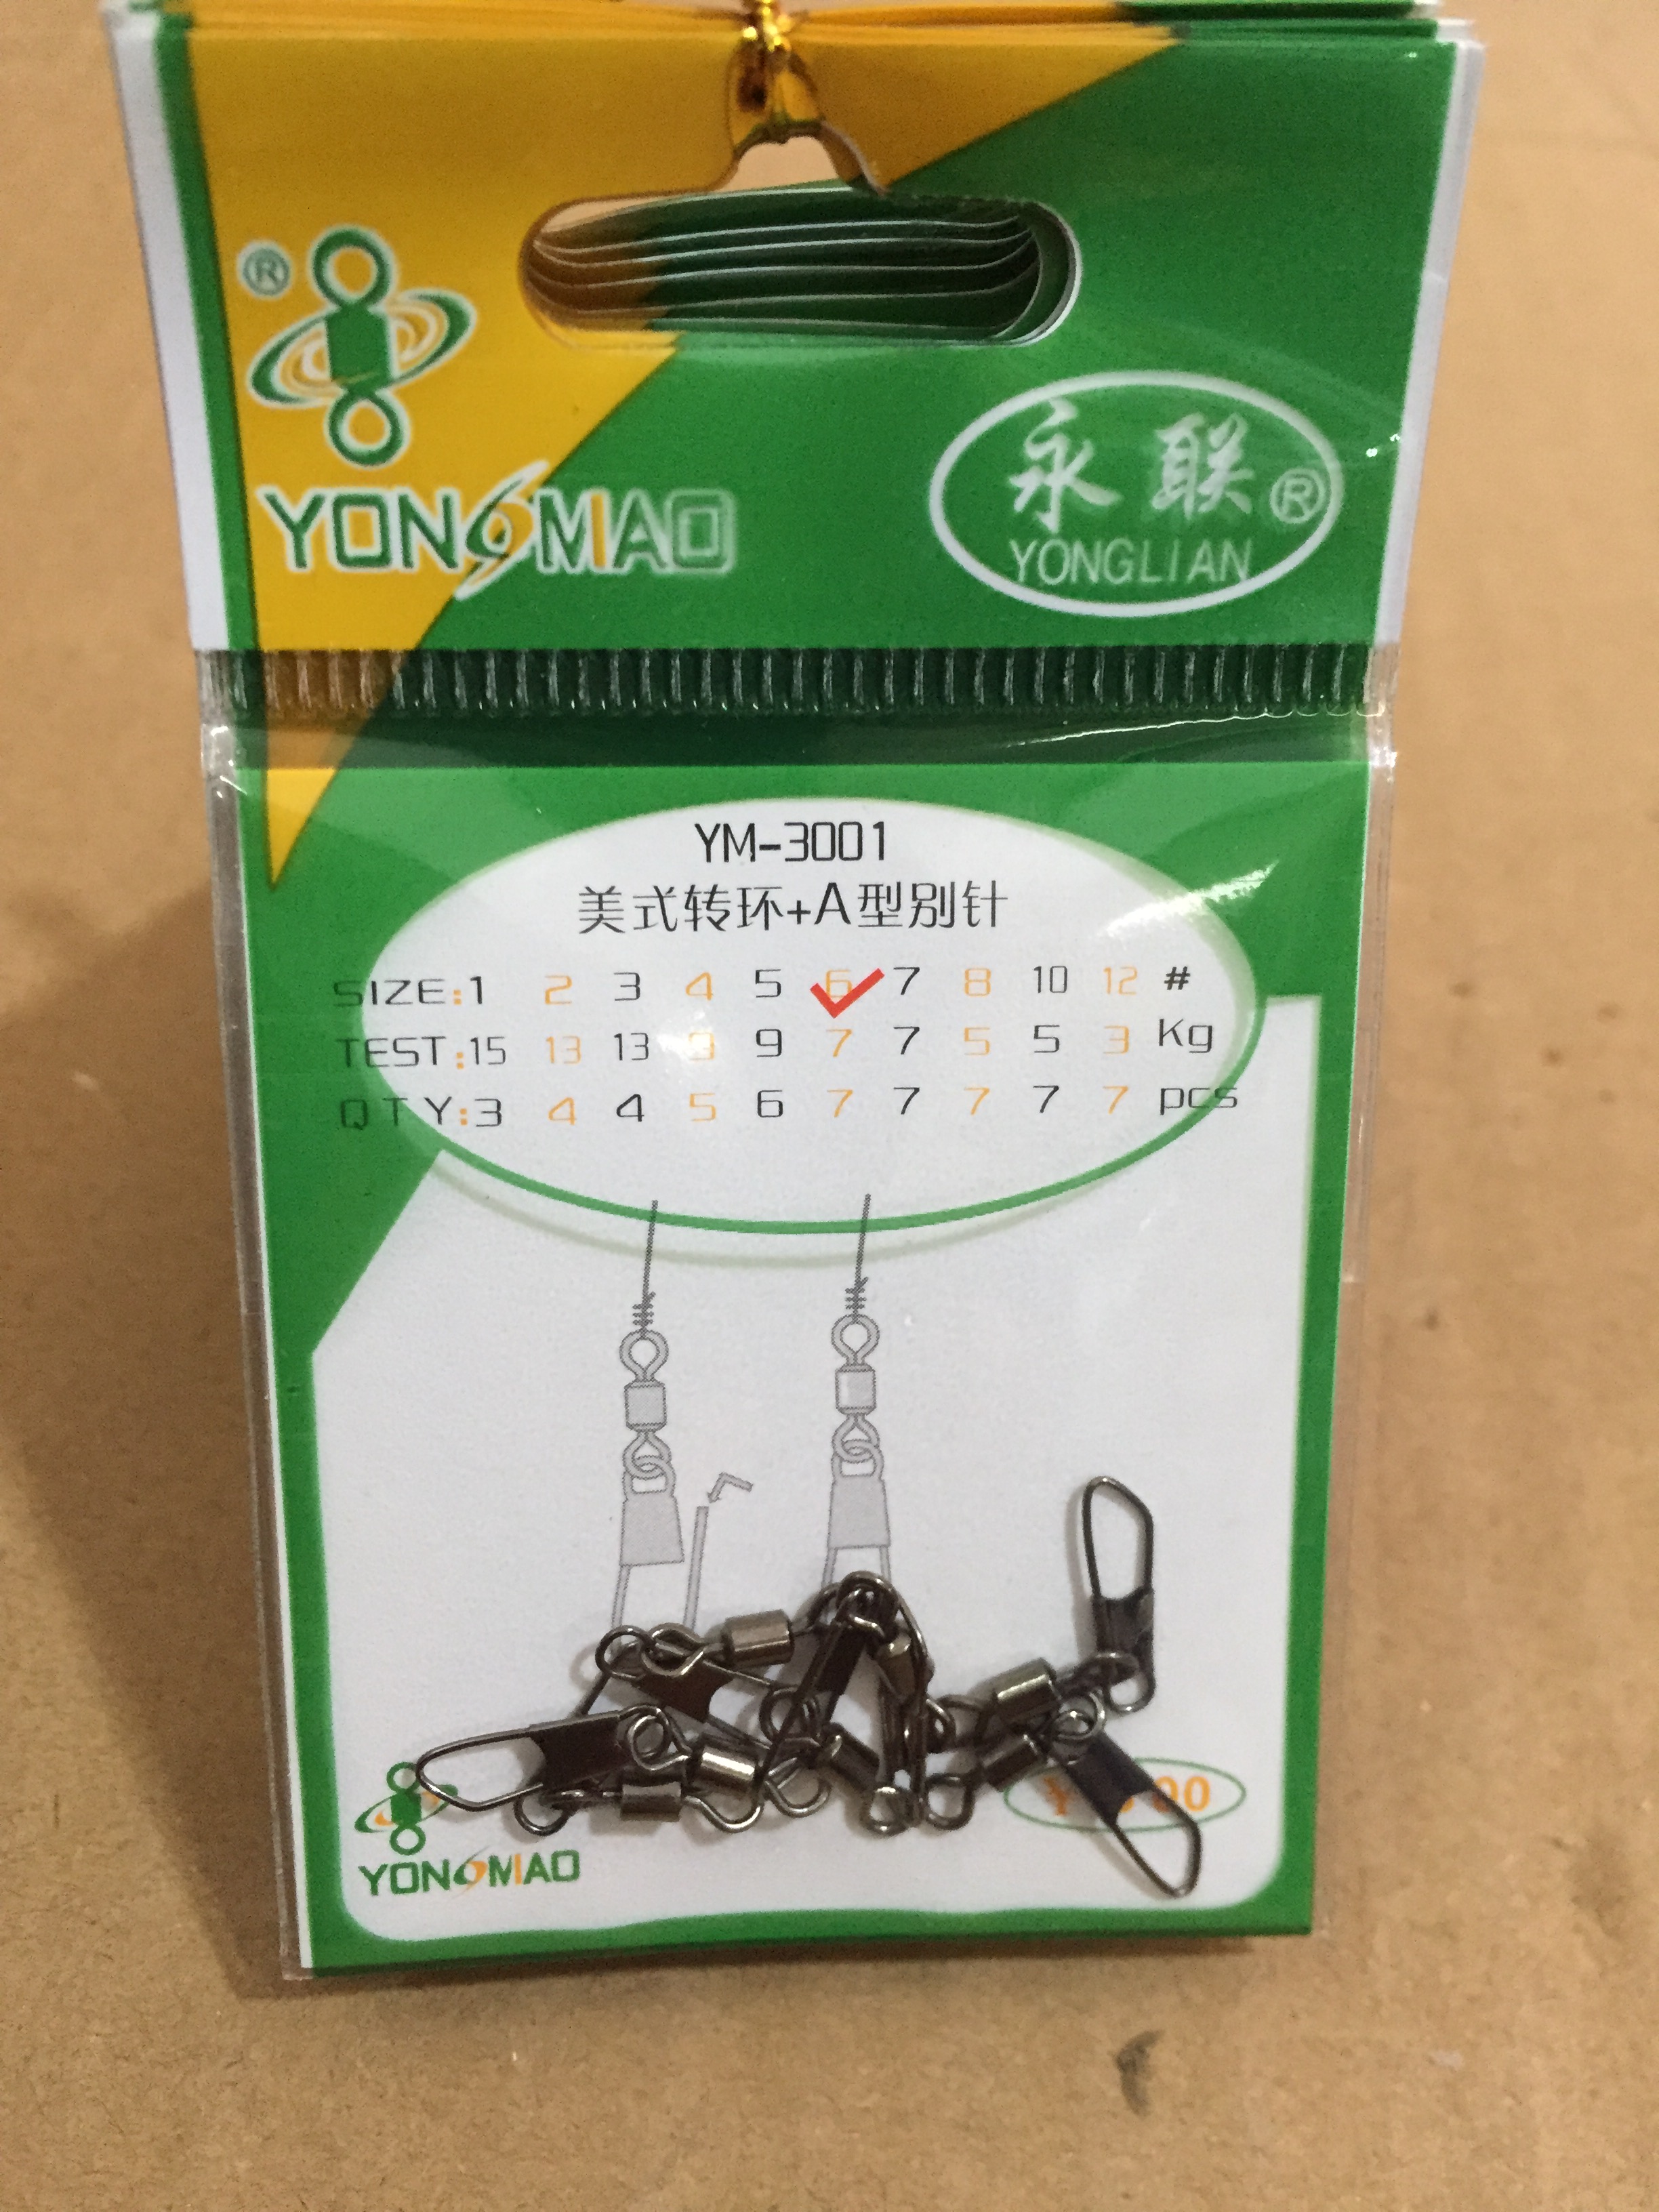 ®
YONGMAO
永联®
YONGLIAN
YM-3001
美式转环+A型别针
SIZE:1 2 3 4 5 6 7 8 10 12 #
TEST:15 13 13 9 9 7 7 5 5 3 Kg
QTY:3 4 4 5 6 7 7 7 7 7 pcs
YONGMAO